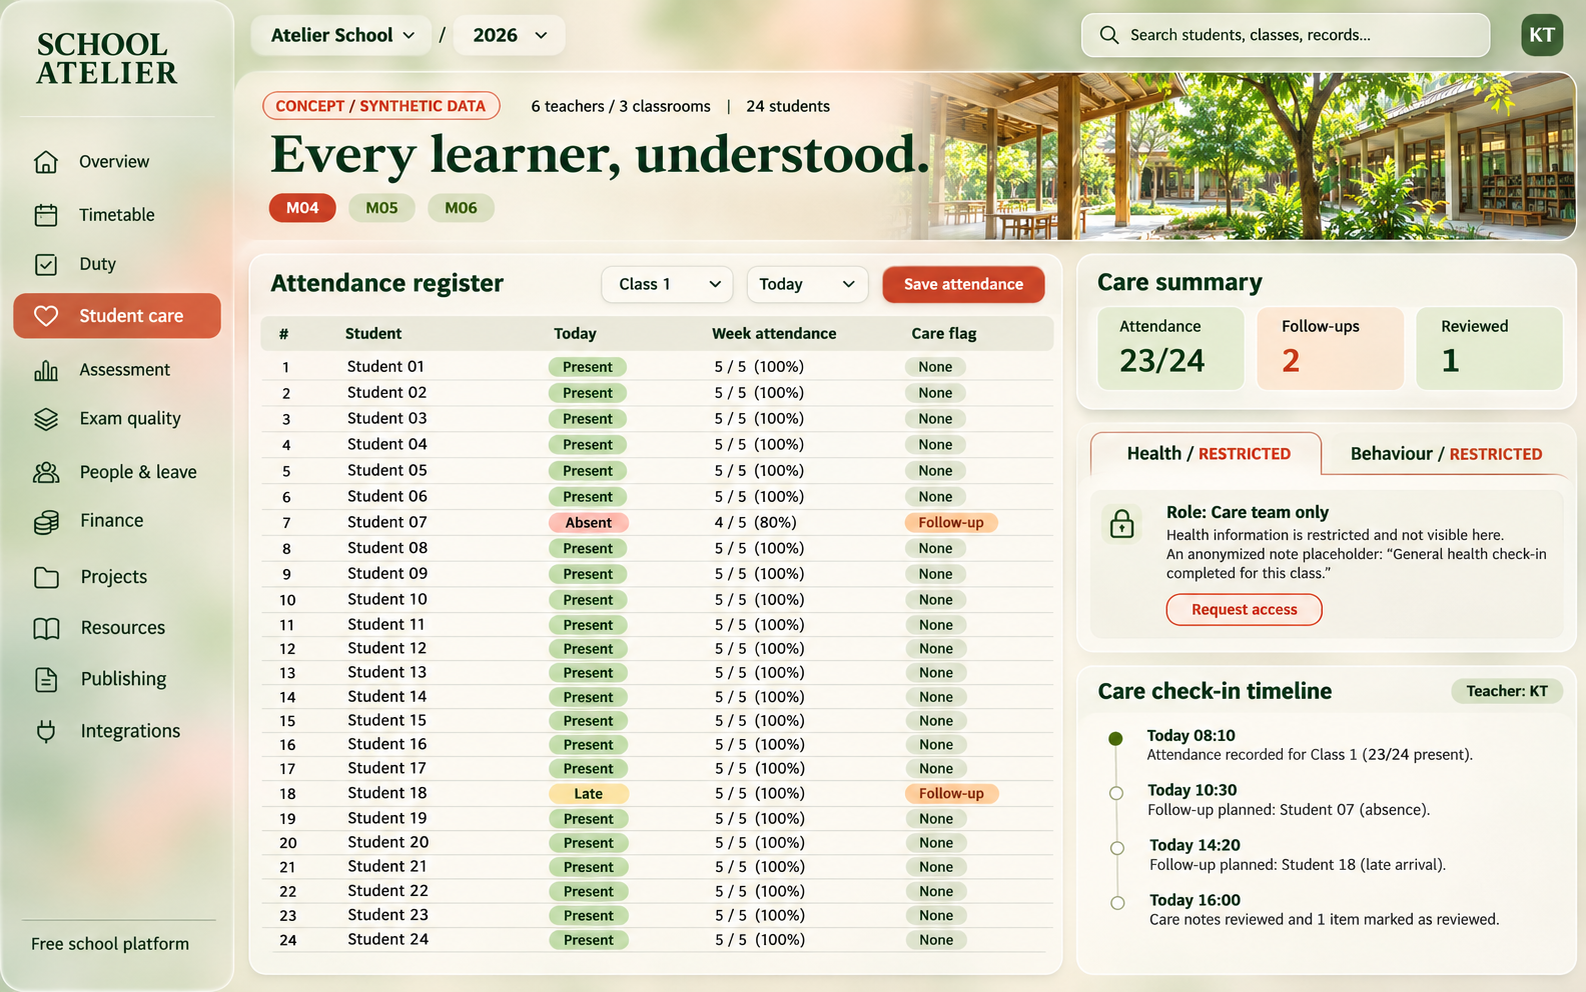 SCHOOL
ATELIER
Overview
Timetable
Duty
Student care
Assessment
Exam quality
People & leave
Finance
Projects
Resources
Publishing
Integrations
Free school platform
Atelier School / 2026
Search students, classes, records...
KT
CONCEPT / SYNTHETIC DATA 6 teachers / 3 classrooms | 24 students
Every learner, understood.
M04 M05 M06
Attendance register Class 1 Today Save attendance
# Student Today Week attendance Care flag
1 Student 01 Present 5 / 5 (100%) None
2 Student 02 Present 5 / 5 (100%) None
3 Student 03 Present 5 / 5 (100%) None
4 Student 04 Present 5 / 5 (100%) None
5 Student 05 Present 5 / 5 (100%) None
6 Student 06 Present 5 / 5 (100%) None
7 Student 07 Absent 4 / 5 (80%) Follow-up
8 Student 08 Present 5 / 5 (100%) None
9 Student 09 Present 5 / 5 (100%) None
10 Student 10 Present 5 / 5 (100%) None
11 Student 11 Present 5 / 5 (100%) None
12 Student 12 Present 5 / 5 (100%) None
13 Student 13 Present 5 / 5 (100%) None
14 Student 14 Present 5 / 5 (100%) None
15 Student 15 Present 5 / 5 (100%) None
16 Student 16 Present 5 / 5 (100%) None
17 Student 17 Present 5 / 5 (100%) None
18 Student 18 Late 5 / 5 (100%) Follow-up
19 Student 19 Present 5 / 5 (100%) None
20 Student 20 Present 5 / 5 (100%) None
21 Student 21 Present 5 / 5 (100%) None
22 Student 22 Present 5 / 5 (100%) None
23 Student 23 Present 5 / 5 (100%) None
24 Student 24 Present 5 / 5 (100%) None
Care summary
Attendance Follow-ups Reviewed
23/24 2 1
Health / RESTRICTED Behaviour / RESTRICTED
Role: Care team only
Health information is restricted and not visible here.
An anonymized note placeholder: “General health check-in
completed for this class.”
Request access
Care check-in timeline Teacher: KT
Today 08:10
Attendance recorded for Class 1 (23/24 present).
Today 10:30
Follow-up planned: Student 07 (absence).
Today 14:20
Follow-up planned: Student 18 (late arrival).
Today 16:00
Care notes reviewed and 1 item marked as reviewed.